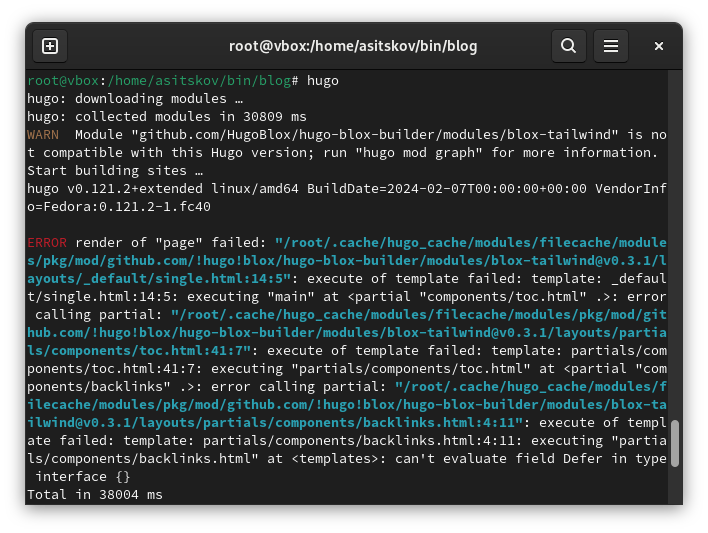 root@vbox:/home/asitskov/bin/blog
root@vbox:/home/asitskov/bin/blog# hugo
hugo: downloading modules …
hugo: collected modules in 30809 ms
WARN  Module "github.com/HugoBlox/hugo-blox-builder/modules/blox-tailwind" is no
t compatible with this Hugo version; run "hugo mod graph" for more information.
Start building sites …
hugo v0.121.2+extended linux/amd64 BuildDate=2024-02-07T00:00:00+00:00 VendorInf
o=Fedora:0.121.2-1.fc40
ERROR render of "page" failed: "/root/.cache/hugo_cache/modules/filecache/module
s/pkg/mod/github.com/!hugo!blox/hugo-blox-builder/modules/blox-tailwind@v0.3.1/l
ayouts/_default/single.html:14:5": execute of template failed: template: _defaul
t/single.html:14:5: executing "main" at <partial "components/toc.html" .>: error
 calling partial: "/root/.cache/hugo_cache/modules/filecache/modules/pkg/mod/git
hub.com/!hugo!blox/hugo-blox-builder/modules/blox-tailwind@v0.3.1/layouts/partia
ls/components/toc.html:41:7": execute of template failed: template: partials/com
ponents/toc.html:41:7: executing "partials/components/toc.html" at <partial "com
ponents/backlinks" .>: error calling partial: "/root/.cache/hugo_cache/modules/f
ilecache/modules/pkg/mod/github.com/!hugo!blox/hugo-blox-builder/modules/blox-ta
ilwind@v0.3.1/layouts/partials/components/backlinks.html:4:11": execute of templ
ate failed: template: partials/components/backlinks.html:4:11: executing "partia
ls/components/backlinks.html" at <templates>: can't evaluate field Defer in type
 interface {}
Total in 38004 ms